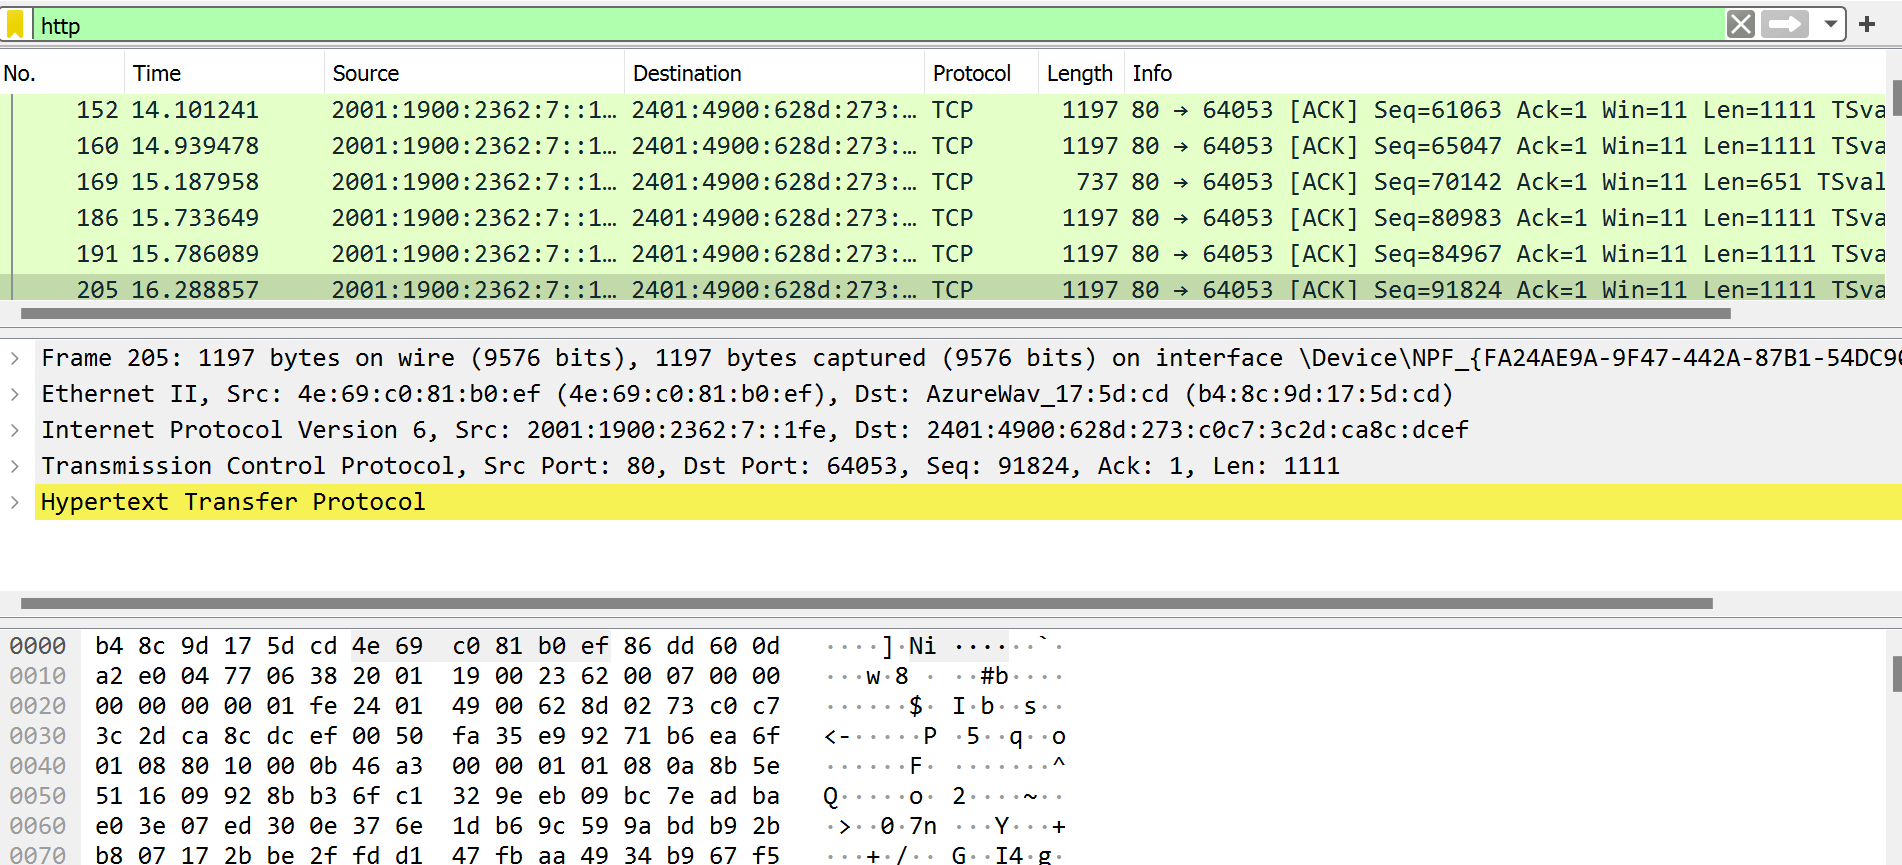 http
No. Time Source Destination Protocol Length Info
152 14.101241 2001:1900:2362:7::1… 2401:4900:628d:273:… TCP 1197 80 → 64053 [ACK] Seq=61063 Ack=1 Win=11 Len=1111 TSva
160 14.939478 2001:1900:2362:7::1… 2401:4900:628d:273:… TCP 1197 80 → 64053 [ACK] Seq=65047 Ack=1 Win=11 Len=1111 TSva
169 15.187958 2001:1900:2362:7::1… 2401:4900:628d:273:… TCP 737 80 → 64053 [ACK] Seq=70142 Ack=1 Win=11 Len=651 TSval
186 15.733649 2001:1900:2362:7::1… 2401:4900:628d:273:… TCP 1197 80 → 64053 [ACK] Seq=80983 Ack=1 Win=11 Len=1111 TSva
191 15.786089 2001:1900:2362:7::1… 2401:4900:628d:273:… TCP 1197 80 → 64053 [ACK] Seq=84967 Ack=1 Win=11 Len=1111 TSva
205 16.288857 2001:1900:2362:7::1… 2401:4900:628d:273:… TCP 1197 80 → 64053 [ACK] Seq=91824 Ack=1 Win=11 Len=1111 TSva
Frame 205: 1197 bytes on wire (9576 bits), 1197 bytes captured (9576 bits) on interface \Device\NPF_{FA24AE9A-9F47-442A-87B1-54DC90
Ethernet II, Src: 4e:69:c0:81:b0:ef (4e:69:c0:81:b0:ef), Dst: AzureWav_17:5d:cd (b4:8c:9d:17:5d:cd)
Internet Protocol Version 6, Src: 2001:1900:2362:7::1fe, Dst: 2401:4900:628d:273:c0c7:3c2d:ca8c:dcef
Transmission Control Protocol, Src Port: 80, Dst Port: 64053, Seq: 91824, Ack: 1, Len: 1111
Hypertext Transfer Protocol
0000 b4 8c 9d 17 5d cd 4e 69 c0 81 b0 ef 86 dd 60 0d ····]·Ni ······`·
0010 a2 e0 04 77 06 38 20 01 19 00 23 62 00 07 00 00 ···w·8 · ··#b····
0020 00 00 00 00 01 fe 24 01 49 00 62 8d 02 73 c0 c7 ······$· I·b··s··
0030 3c 2d ca 8c dc ef 00 50 fa 35 e9 92 71 b6 ea 6f <-·····P ·5··q··o
0040 01 08 80 10 00 0b 46 a3 00 00 01 01 08 0a 8b 5e ······F· ·······^
0050 51 16 09 92 8b b3 6f c1 32 9e eb 09 bc 7e ad ba Q·····o· 2····~··
0060 e0 3e 07 ed 30 0e 37 6e 1d b6 9c 59 9a bd b9 2b ·>··0·7n ···Y···+
0070 b8 07 17 2b be 2f fd d1 47 fb aa 49 34 b9 67 f5 ···+·/·· G··I4·g·